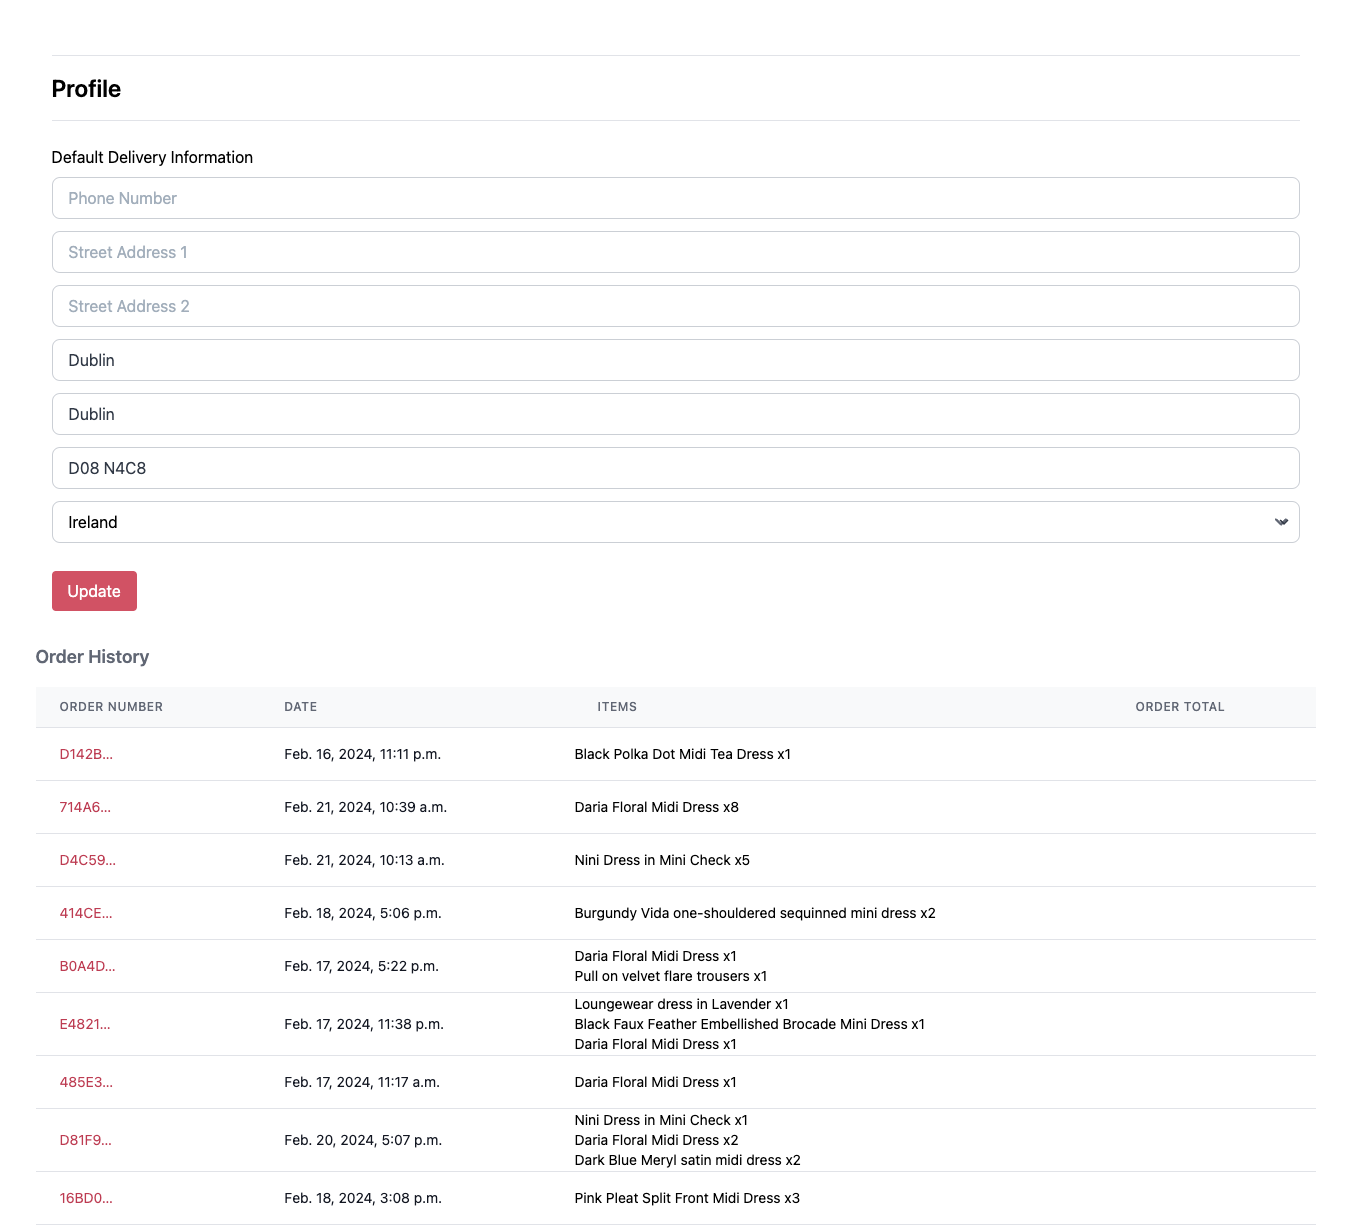 Profile
Default Delivery Information
Phone Number
Street Address 1
Street Address 2
Dublin
Dublin
D08 N4C8
Ireland
Update
Order History
ORDER NUMBER DATE ITEMS ORDER TOTAL
D142B... Feb. 16, 2024, 11:11 p.m. Black Polka Dot Midi Tea Dress x1
714A6... Feb. 21, 2024, 10:39 a.m. Daria Floral Midi Dress x8
D4C59... Feb. 21, 2024, 10:13 a.m. Nini Dress in Mini Check x5
414CE... Feb. 18, 2024, 5:06 p.m. Burgundy Vida one-shouldered sequinned mini dress x2
B0A4D... Feb. 17, 2024, 5:22 p.m. Daria Floral Midi Dress x1
Pull on velvet flare trousers x1
E4821... Feb. 17, 2024, 11:38 p.m. Loungewear dress in Lavender x1
Black Faux Feather Embellished Brocade Mini Dress x1
Daria Floral Midi Dress x1
485E3... Feb. 17, 2024, 11:17 a.m. Daria Floral Midi Dress x1
D81F9... Feb. 20, 2024, 5:07 p.m. Nini Dress in Mini Check x1
Daria Floral Midi Dress x2
Dark Blue Meryl satin midi dress x2
16BD0... Feb. 18, 2024, 3:08 p.m. Pink Pleat Split Front Midi Dress x3